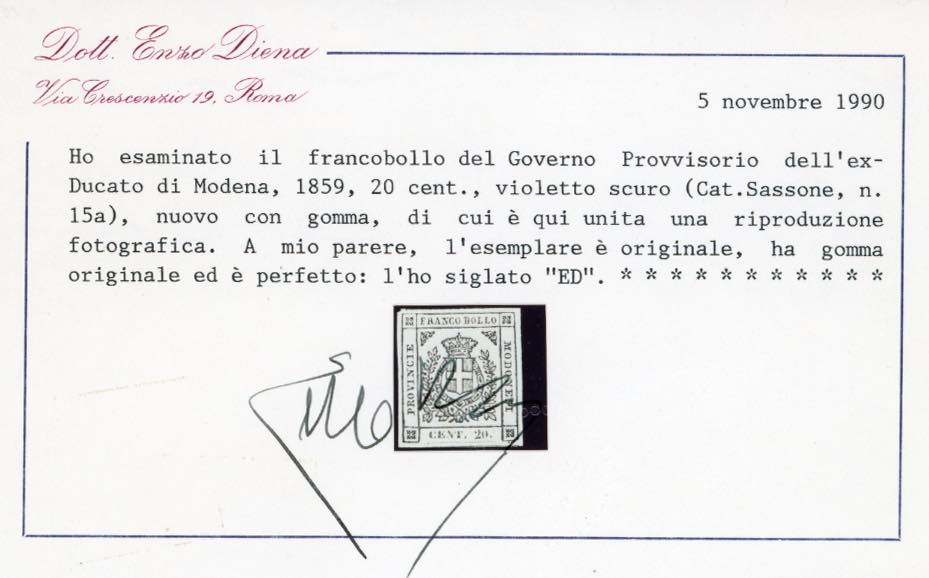 Dott. Enzo Diena
Via Crescenzio 19, Roma
5 novembre 1990
Ho esaminato il francobollo del Governo Provvisorio dell'ex-
Ducato di Modena, 1859, 20 cent., violetto scuro (Cat.Sassone, n.
15a), nuovo con gomma, di cui è qui unita una riproduzione
fotografica. A mio parere, l'esemplare è originale, ha gomma
originale ed è perfetto: l'ho siglato "ED". * * * * * * * * * * *
FRANCO BOLLO
PROVINCIE
MODONESI
CENT. 20.